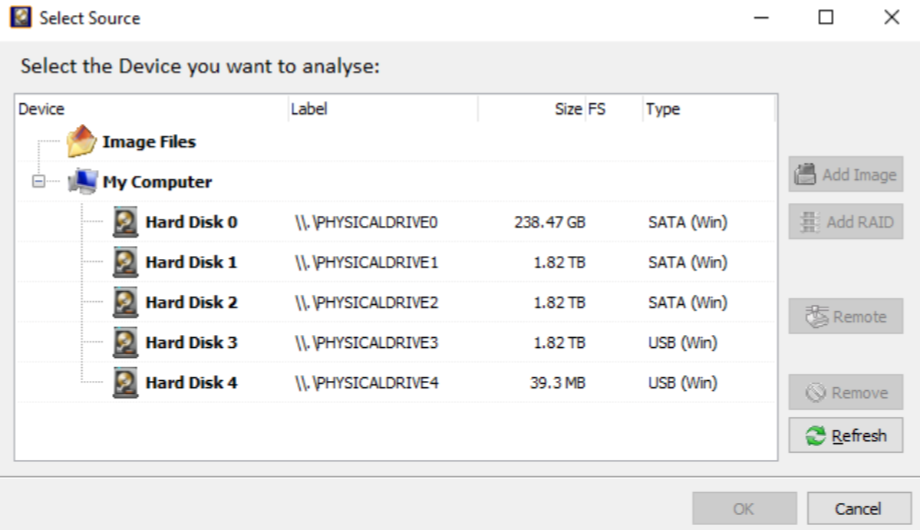 Select Source
Select the Device you want to analyse:
Device Label Size FS Type
Image Files
My Computer
Hard Disk 0 \\.\PHYSICALDRIVE0 238.47 GB SATA (Win)
Hard Disk 1 \\.\PHYSICALDRIVE1 1.82 TB SATA (Win)
Hard Disk 2 \\.\PHYSICALDRIVE2 1.82 TB SATA (Win)
Hard Disk 3 \\.\PHYSICALDRIVE3 1.82 TB USB (Win)
Hard Disk 4 \\.\PHYSICALDRIVE4 39.3 MB USB (Win)
Add Image
Add RAID
Remote
Remove
Refresh
OK Cancel